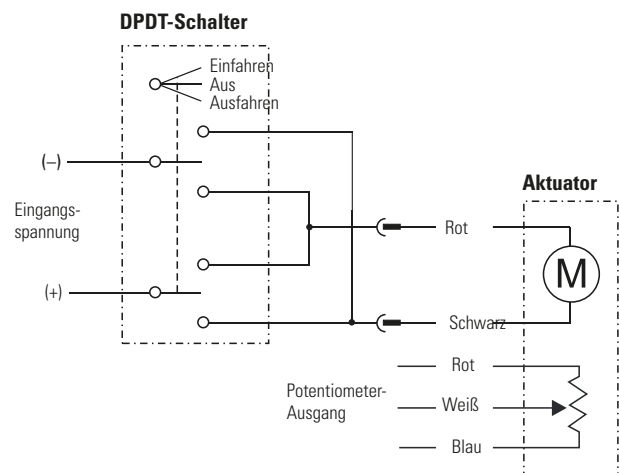 DPDT-Schalter
Einfahren
Aus
Ausfahren
(–)
Eingangs-
spannung
(+)
Aktuator
Rot
M
Schwarz
Rot
Potentiometer-
Ausgang
Weiß
Blau